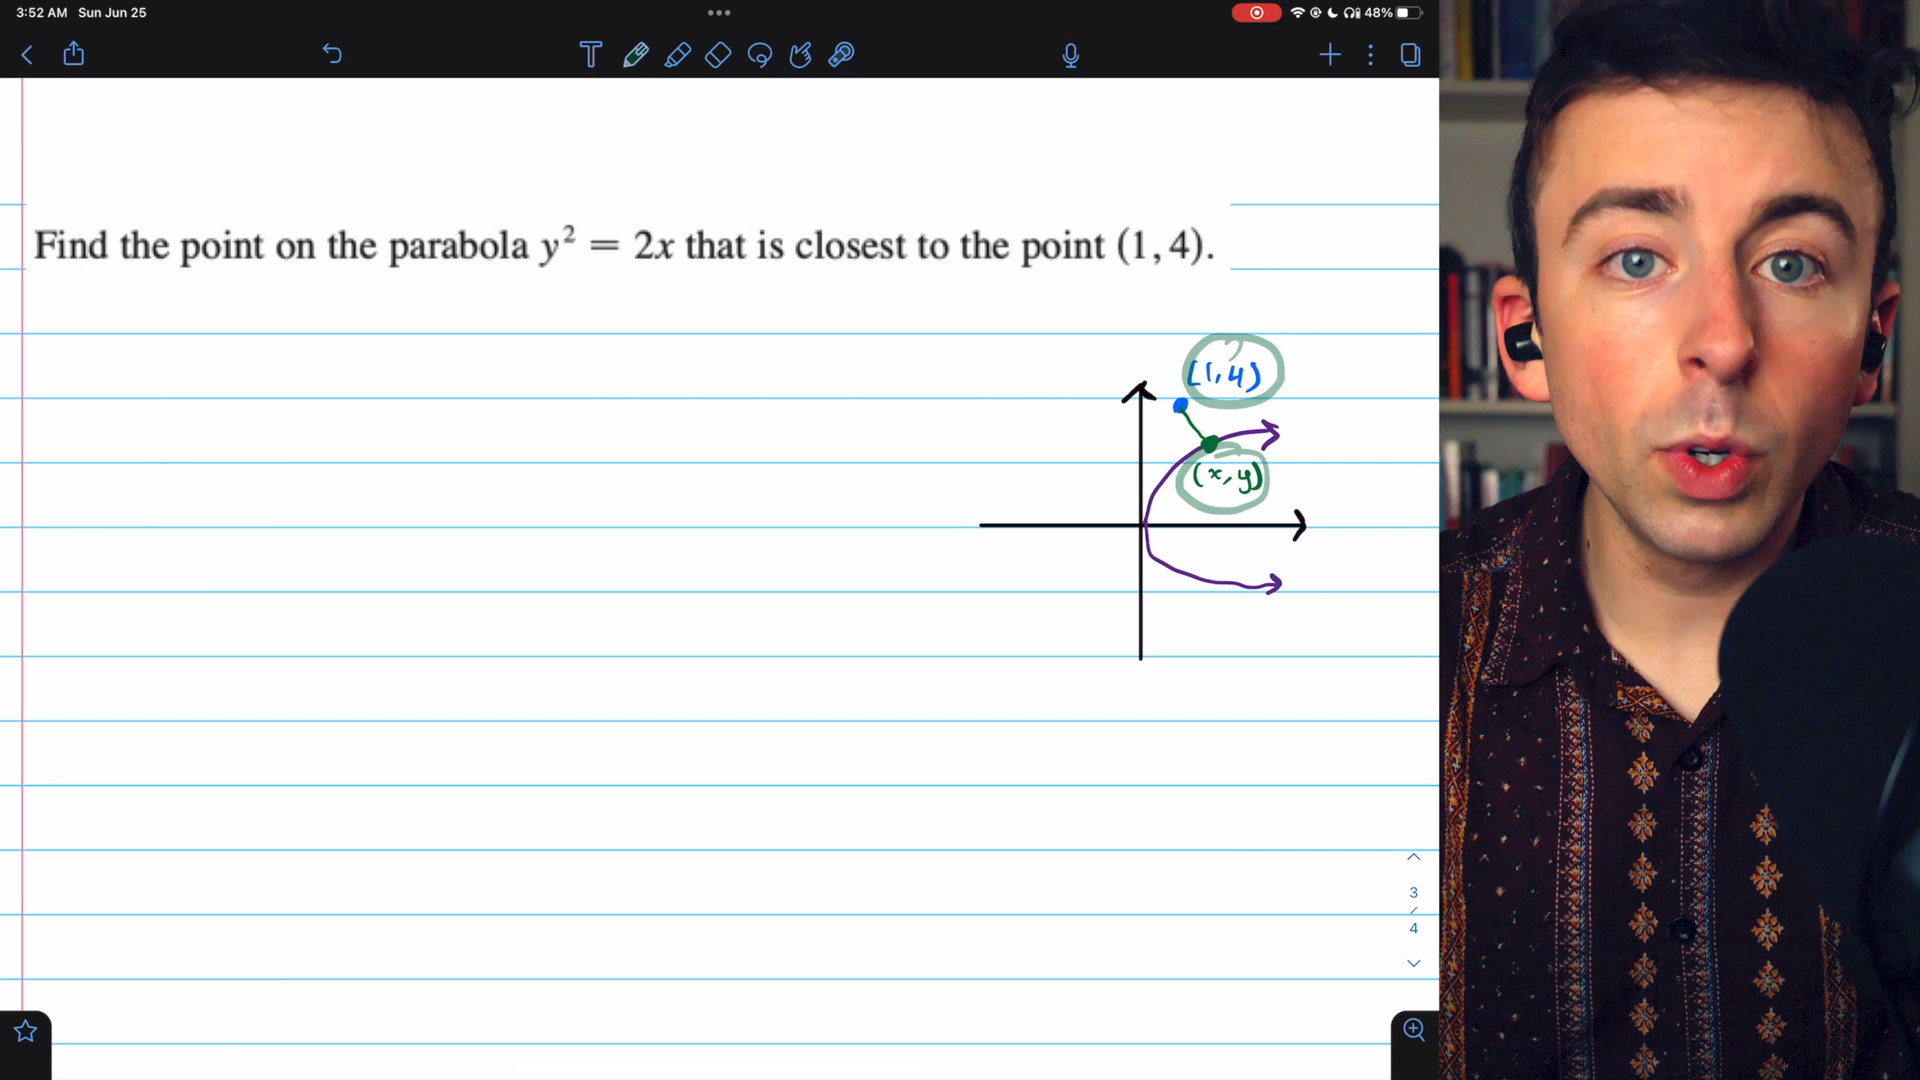 3:52 AM Sun Jun 25
48%
Find the point on the parabola y² = 2x that is closest to the point (1, 4).
(1,4)
(x,y)
3
/
4